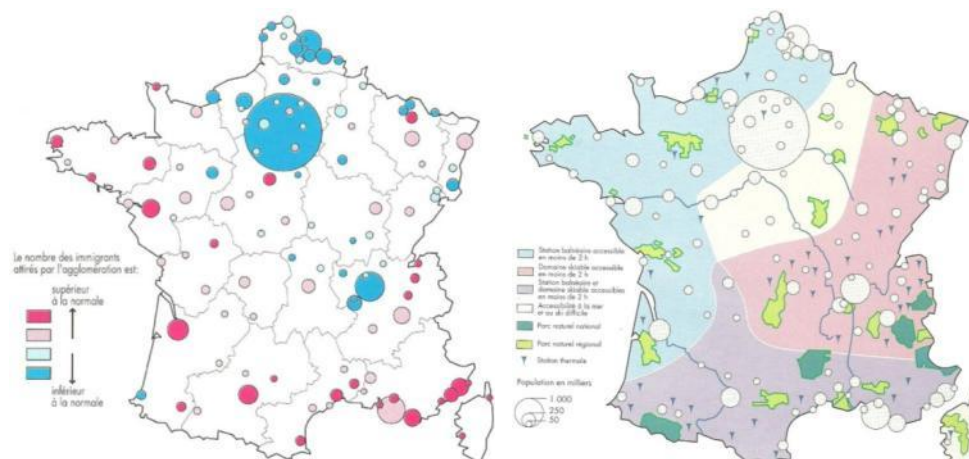 Le nombre des immigrants
attirés par l'agglomération est:
supérieur
à la normale
inférieur
à la normale
Station balnéaire accessible
en moins de 2 h
Domaine skiable accessible
en moins de 2 h
Station balnéaire et
domaine skiable accessibles
en moins de 2 h
Accessibilité à la mer
et au ski difficile
Parc naturel national
Parc naturel régional
Station thermale
Population en milliers
1 000
250
50